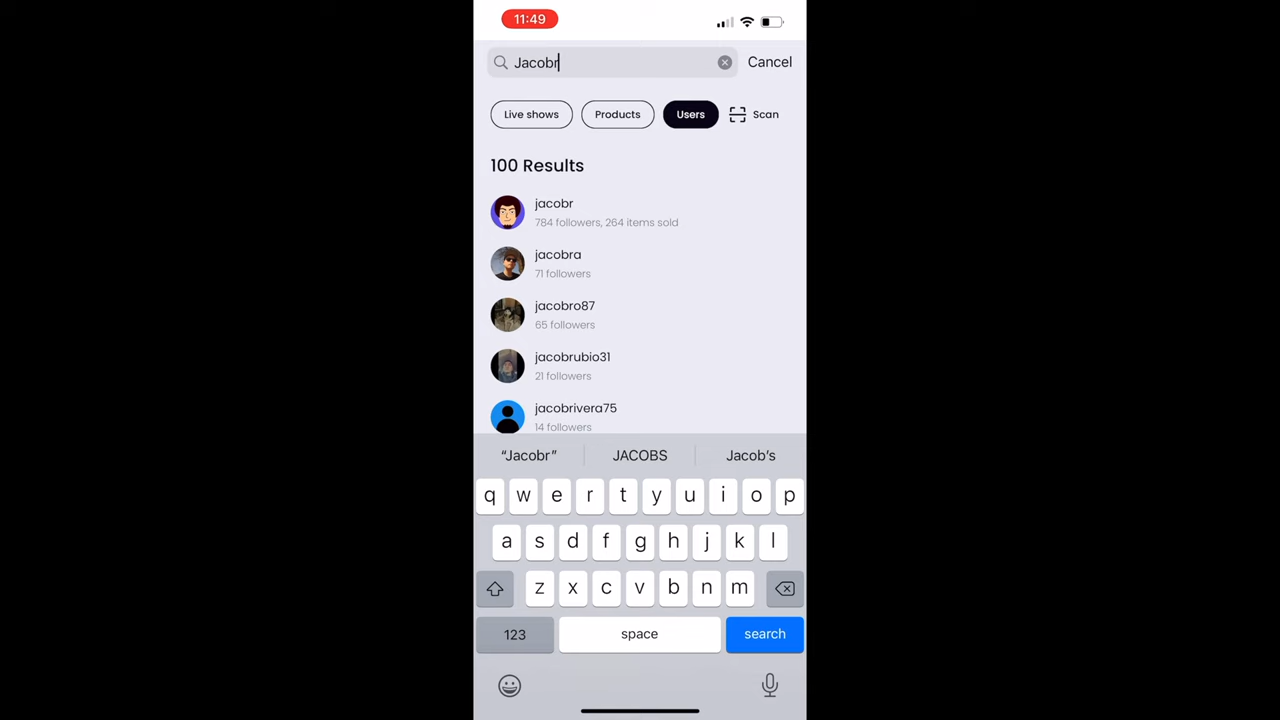 11:49
Jacobr
Cancel
Live shows
Products
Users
Scan
100 Results
jacobr
784 followers, 264 items sold
jacobra
71 followers
jacobro87
65 followers
jacobrubio31
21 followers
jacobrivera75
14 followers
“Jacobr”
JACOBS
Jacob’s
q w e r t y u i o p
a s d f g h j k l
z x c v b n m
123
space
search